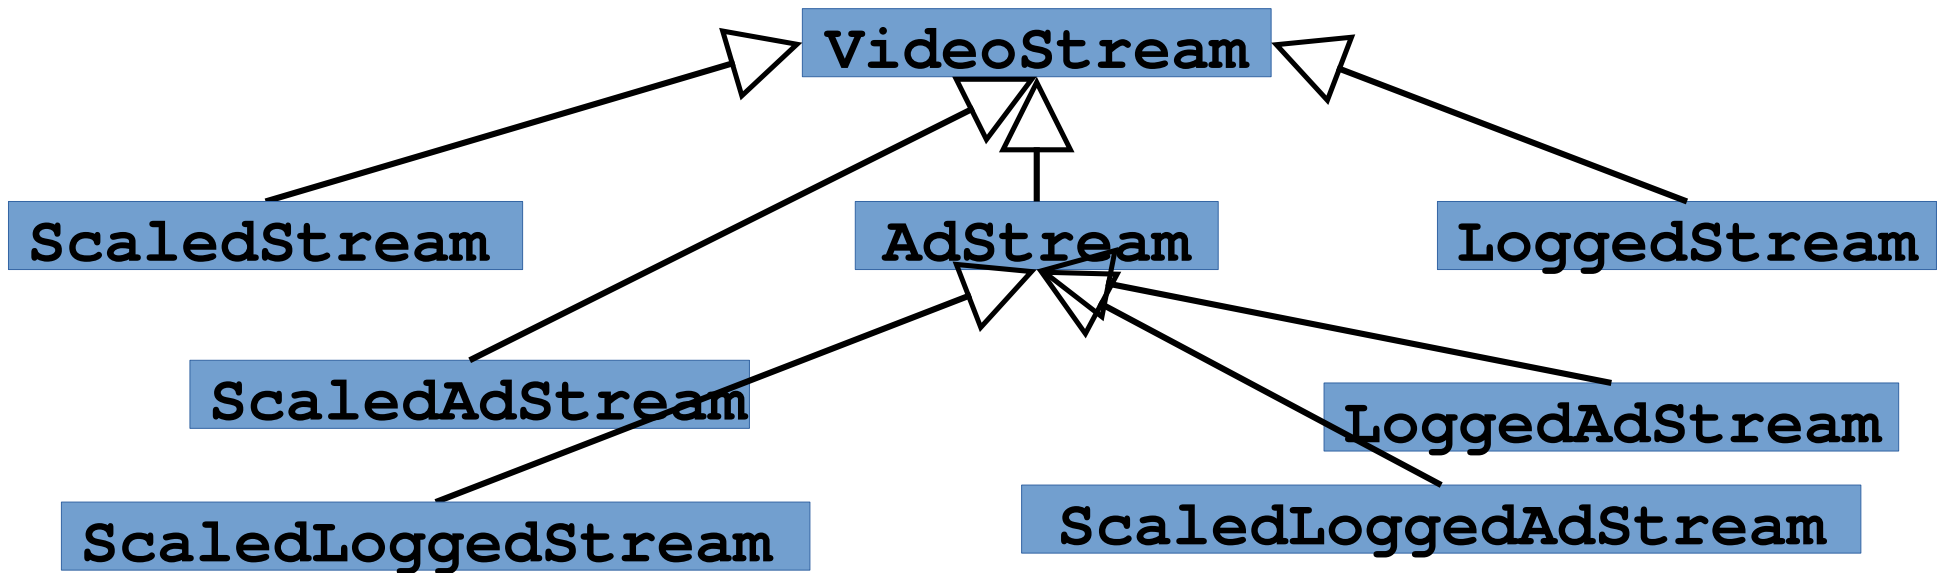 VideoStream
ScaledStream
AdStream
LoggedStream
ScaledAdStream
LoggedAdStream
ScaledLoggedStream
ScaledLoggedAdStream